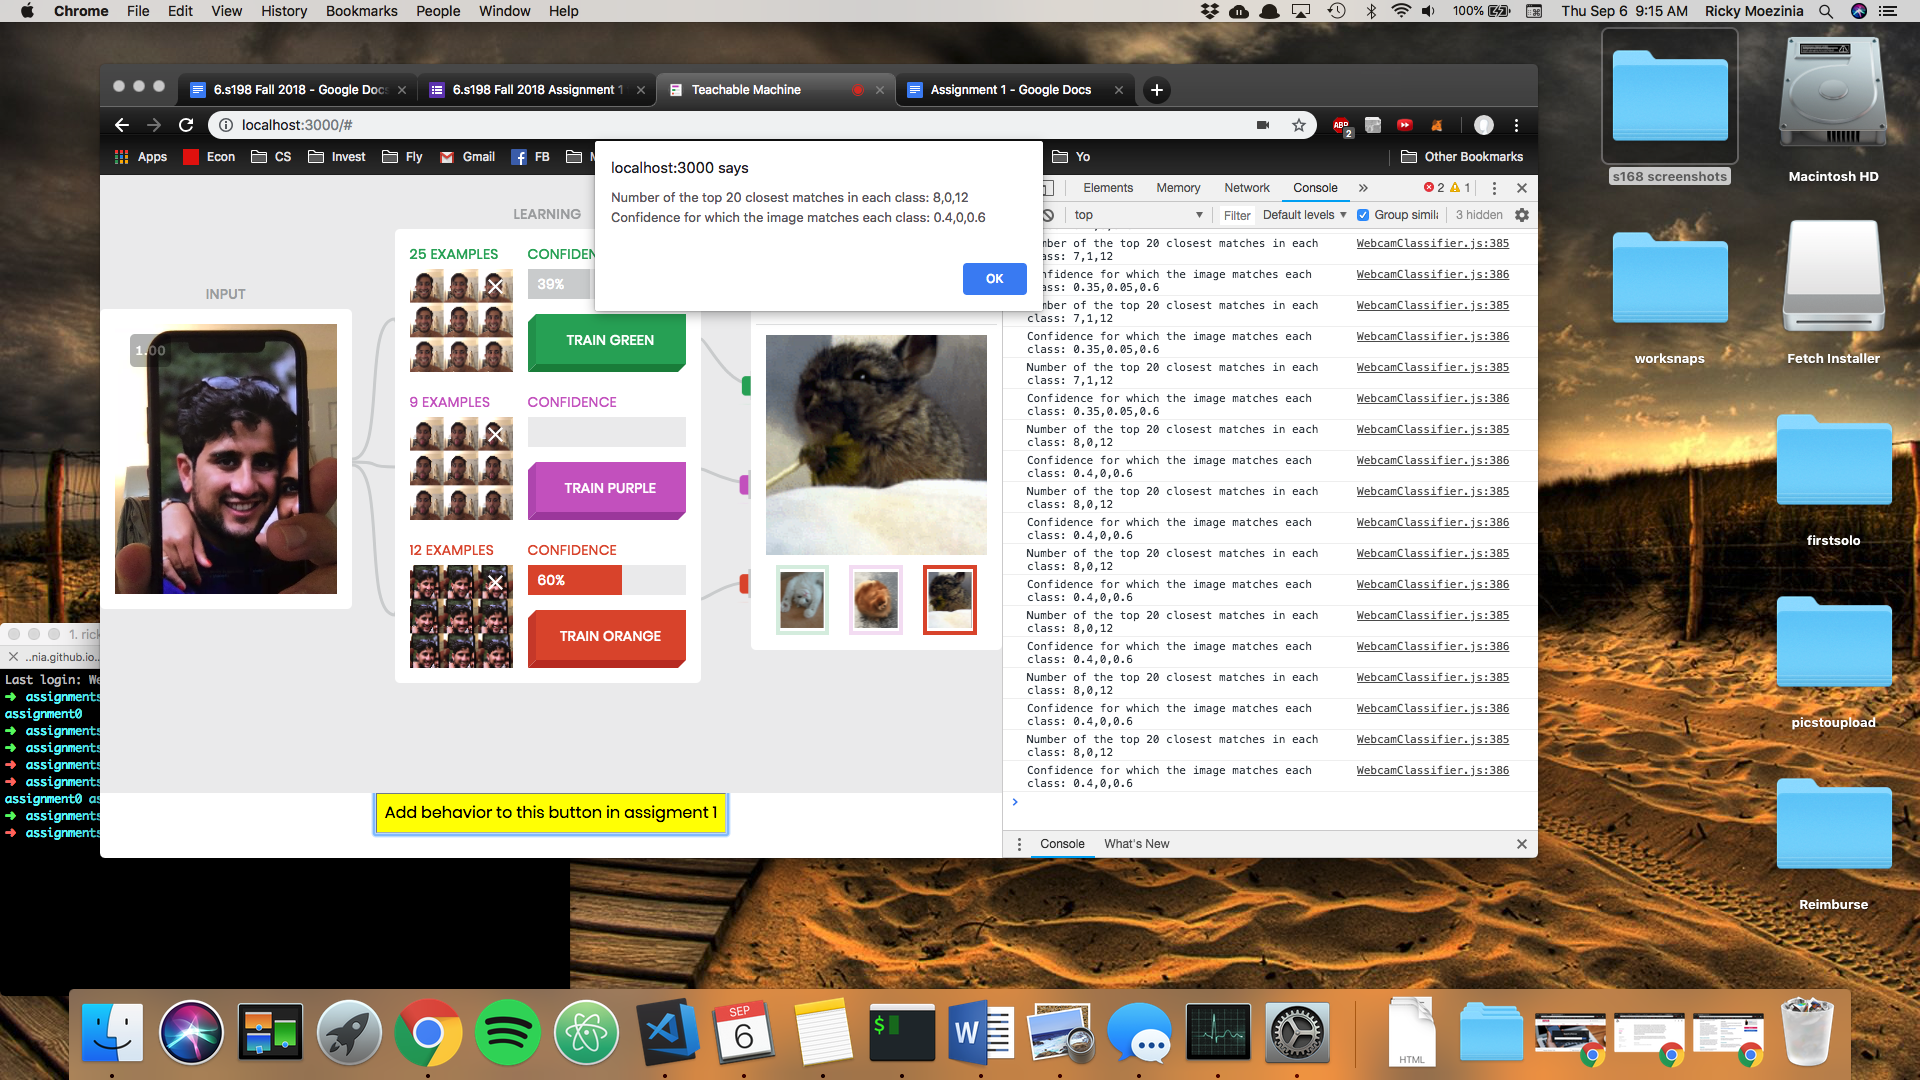 Chrome File Edit View History Bookmarks People Window Help
100% Thu Sep 6 9:15 AM Ricky Moezinia
6.s198 Fall 2018 - Google Doc
6.s198 Fall 2018 Assignment 1
Teachable Machine
Assignment 1 - Google Docs
localhost:3000/#
ABP 2
Apps Econ CS Invest Fly Gmail FB Yo Other Bookmarks
localhost:3000 says
Number of the top 20 closest matches in each class: 8,0,12
Confidence for which the image matches each class: 0.4,0,0.6
OK
INPUT
1.00
LEARNING
25 EXAMPLES
39%
TRAIN GREEN
9 EXAMPLES CONFIDENCE
TRAIN PURPLE
12 EXAMPLES CONFIDENCE
60%
TRAIN ORANGE
Add behavior to this button in assigment 1
Elements Memory Network Console » 2 1
top Filter Default levels Group simila 3 hidden
mber of the top 20 closest matches in each WebcamClassifier.js:385
class: 7,1,12
nfidence for which the image matches each WebcamClassifier.js:386
class: 0.35,0.05,0.6
mber of the top 20 closest matches in each WebcamClassifier.js:385
class: 7,1,12
Confidence for which the image matches each WebcamClassifier.js:386
class: 0.35,0.05,0.6
Number of the top 20 closest matches in each WebcamClassifier.js:385
class: 7,1,12
Confidence for which the image matches each WebcamClassifier.js:386
class: 0.35,0.05,0.6
Number of the top 20 closest matches in each WebcamClassifier.js:385
class: 8,0,12
Confidence for which the image matches each WebcamClassifier.js:386
class: 0.4,0,0.6
Number of the top 20 closest matches in each WebcamClassifier.js:385
class: 8,0,12
Confidence for which the image matches each WebcamClassifier.js:386
class: 0.4,0,0.6
Number of the top 20 closest matches in each WebcamClassifier.js:385
class: 8,0,12
Confidence for which the image matches each WebcamClassifier.js:386
class: 0.4,0,0.6
Number of the top 20 closest matches in each WebcamClassifier.js:385
class: 8,0,12
Confidence for which the image matches each WebcamClassifier.js:386
class: 0.4,0,0.6
Number of the top 20 closest matches in each WebcamClassifier.js:385
class: 8,0,12
Confidence for which the image matches each WebcamClassifier.js:386
class: 0.4,0,0.6
Number of the top 20 closest matches in each WebcamClassifier.js:385
class: 8,0,12
Confidence for which the image matches each WebcamClassifier.js:386
class: 0.4,0,0.6
Console What's New
1. rick
..nia.github.io..
Last login: We
assignments
assignment0
assignments
assignments
assignments
assignments
assignment0 as
assignments
assignments
s168 screenshots
Macintosh HD
worksnaps
Fetch Installer
firstsolo
picstoupload
Reimburse
SEP
6
$
W
HTML